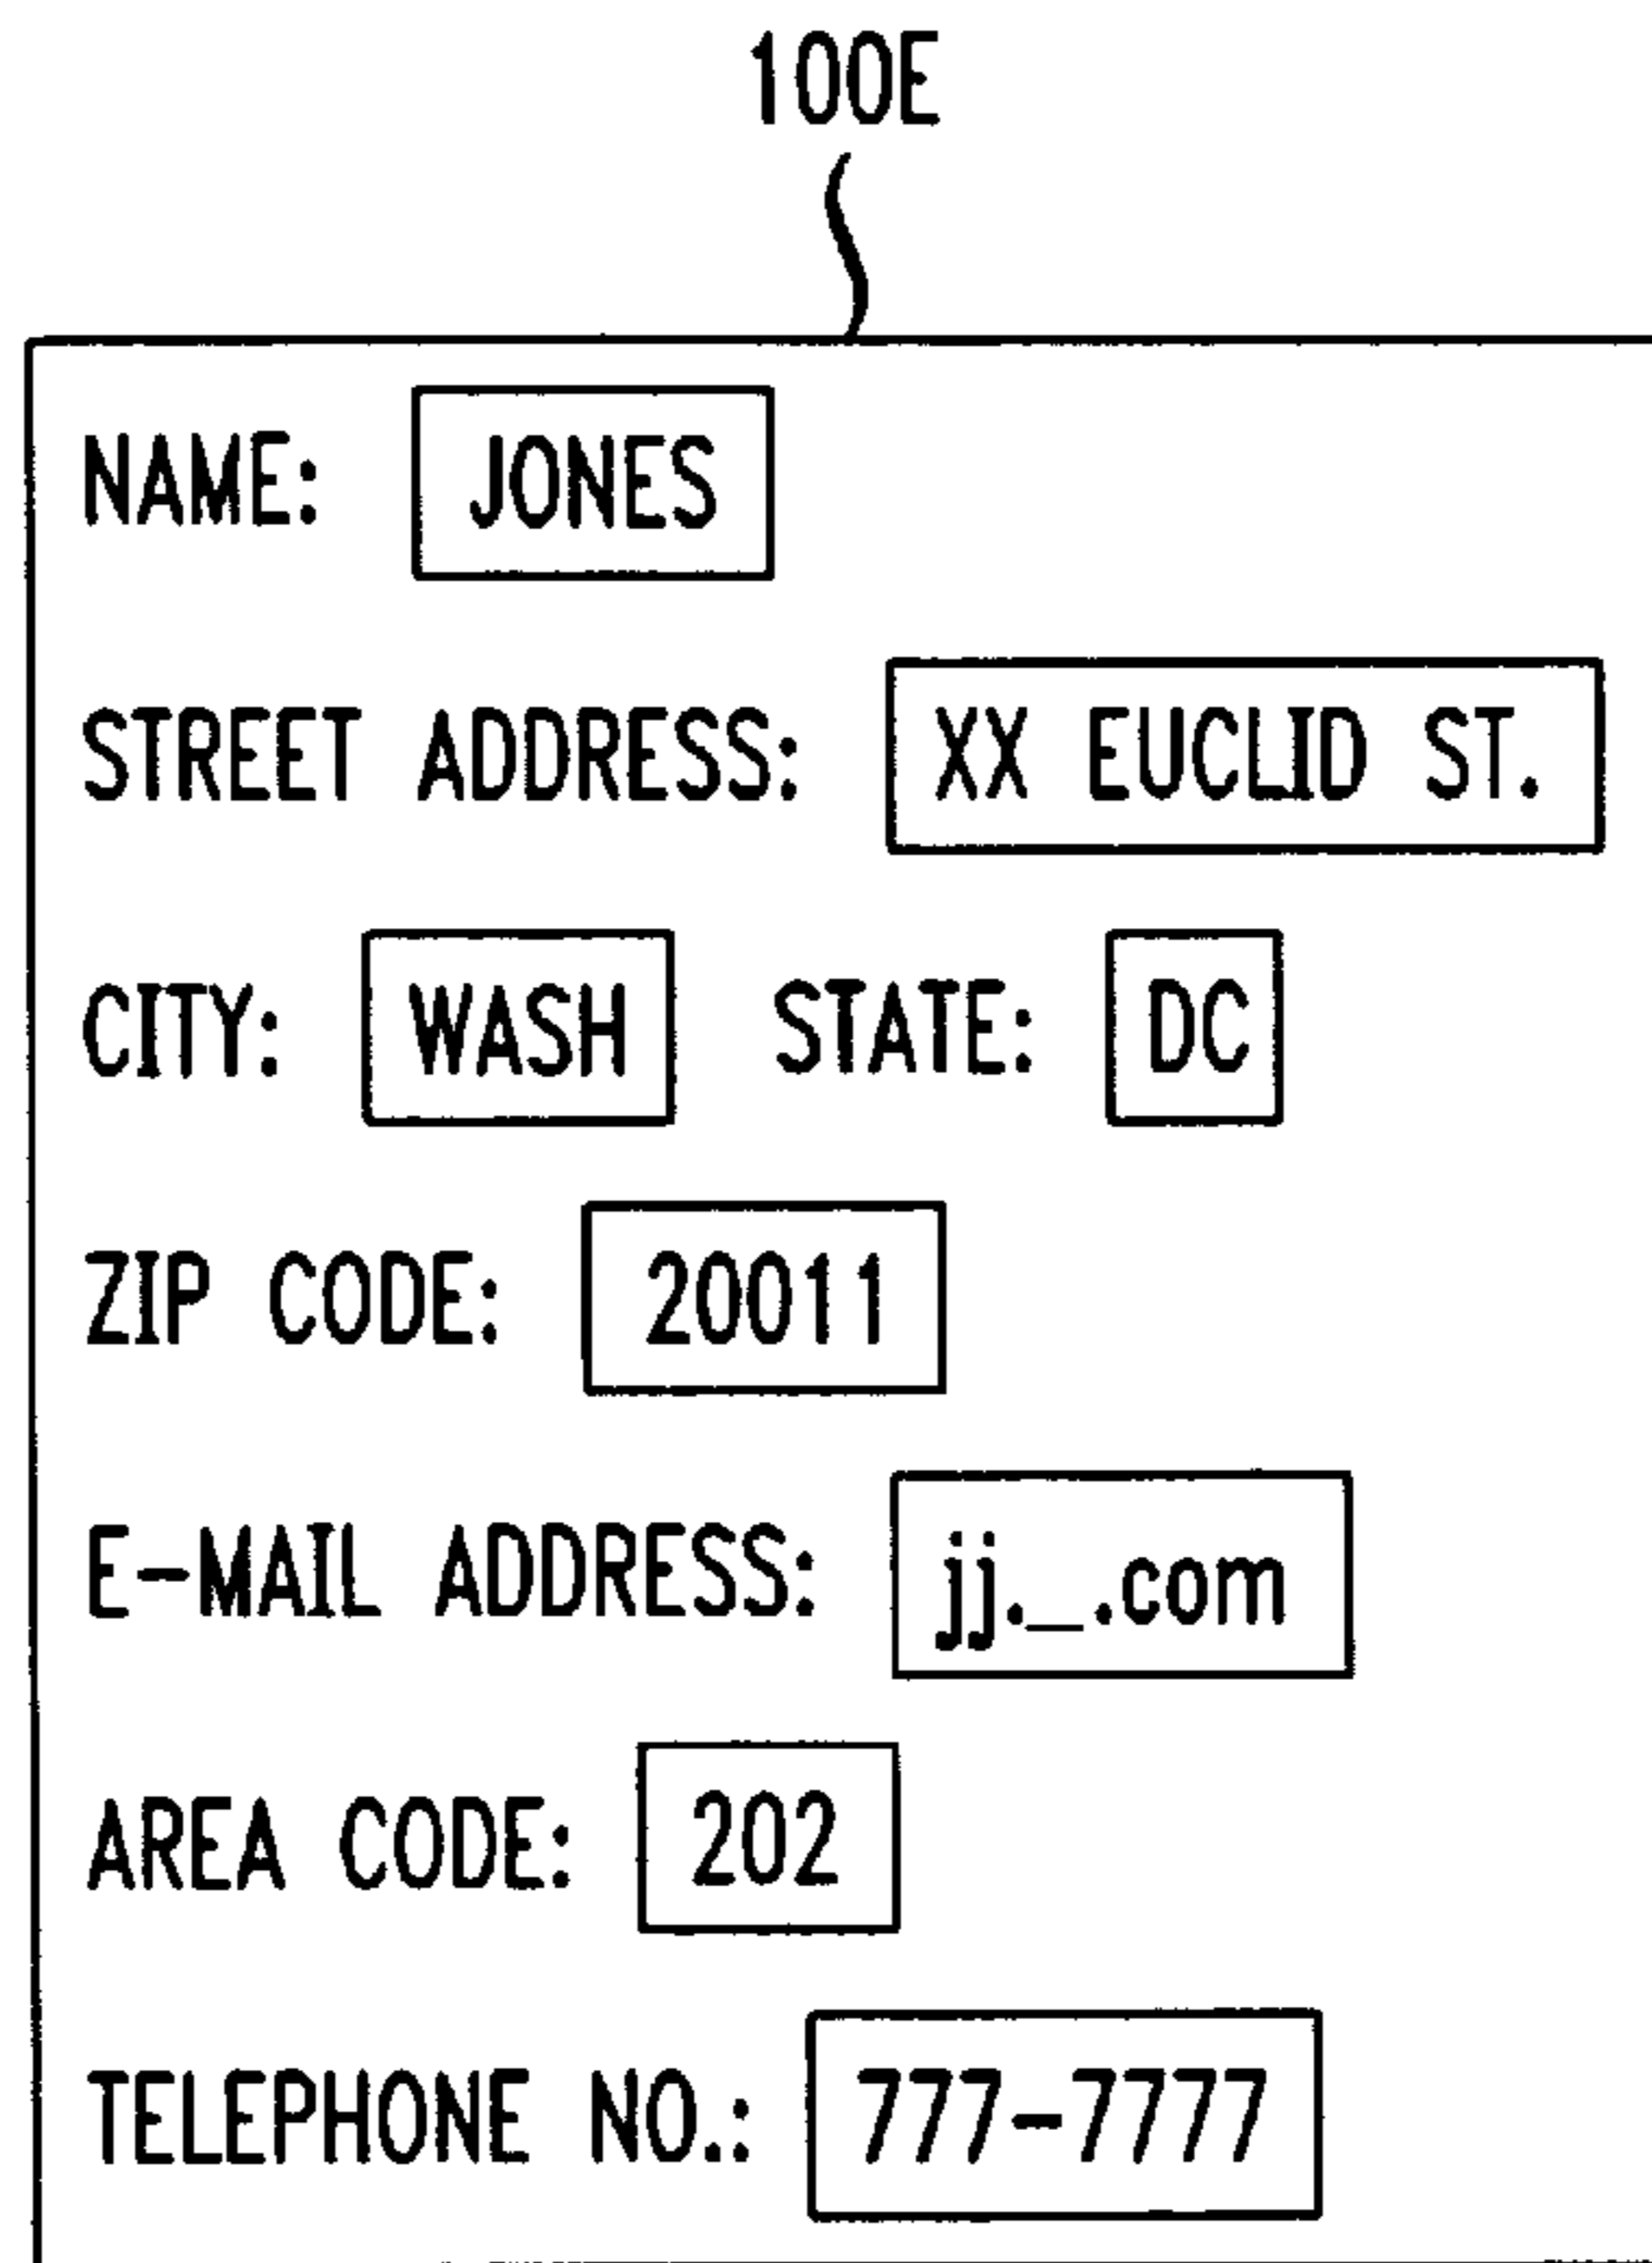 100E
NAME: JONES
STREET ADDRESS: XX EUCLID ST.
CITY: WASH STATE: DC
ZIP CODE: 20011
E-MAIL ADDRESS: jj._.com
AREA CODE: 202
TELEPHONE NO.: 777-7777